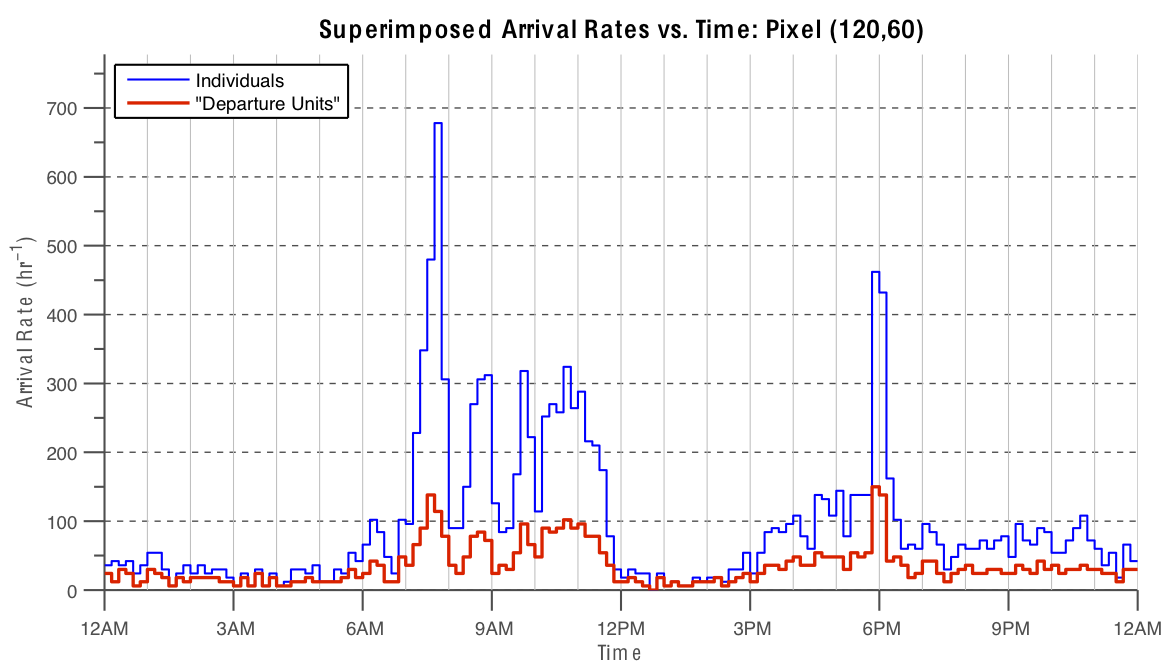 Superimposed Arrival Rates vs. Time: Pixel (120,60)
Individuals
"Departure Units"
Arrival Rate (hr⁻¹)
700
600
500
400
300
200
100
0
12AM 3AM 6AM 9AM 12PM 3PM 6PM 9PM 12AM
Time